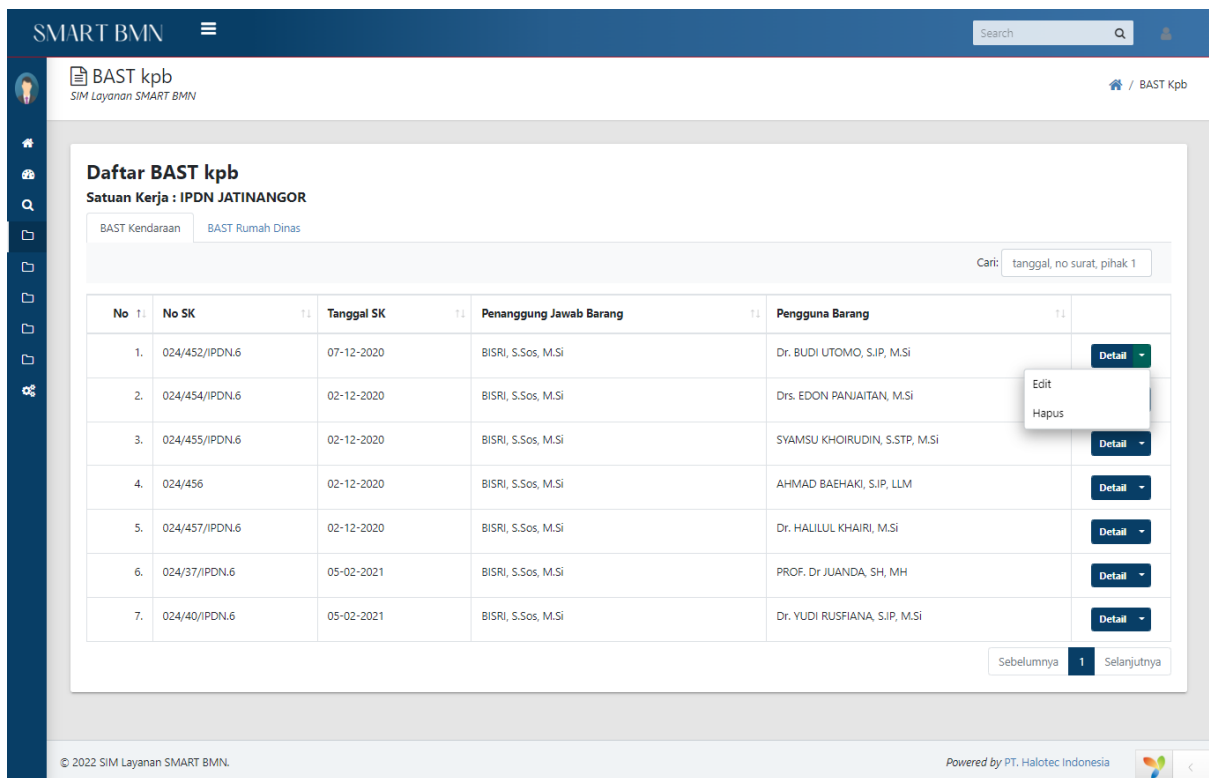 SMART BMN
Search
BAST kpb
SIM Layanan SMART BMN
/ BAST Kpb
Daftar BAST kpb
Satuan Kerja : IPDN JATINANGOR
BAST Kendaraan BAST Rumah Dinas
Cari: tanggal, no surat, pihak 1
No No SK Tanggal SK Penanggung Jawab Barang Pengguna Barang
1. 024/452/IPDN.6 07-12-2020 BISRI, S.Sos, M.Si Dr. BUDI UTOMO, S.IP, M.Si Detail
Edit
Hapus
2. 024/454/IPDN.6 02-12-2020 BISRI, S.Sos, M.Si Drs. EDON PANJAITAN, M.Si
3. 024/455/IPDN.6 02-12-2020 BISRI, S.Sos, M.Si SYAMSU KHOIRUDIN, S.STP, M.Si Detail
4. 024/456 02-12-2020 BISRI, S.Sos, M.Si AHMAD BAEHAKI, S.IP, LLM Detail
5. 024/457/IPDN.6 02-12-2020 BISRI, S.Sos, M.Si Dr. HALILUL KHAIRI, M.Si Detail
6. 024/37/IPDN.6 05-02-2021 BISRI, S.Sos, M.Si PROF. Dr JUANDA, SH, MH Detail
7. 024/40/IPDN.6 05-02-2021 BISRI, S.Sos, M.Si Dr. YUDI RUSFIANA, S.IP, M.Si Detail
Sebelumnya 1 Selanjutnya
© 2022 SIM Layanan SMART BMN. Powered by PT. Halotec Indonesia